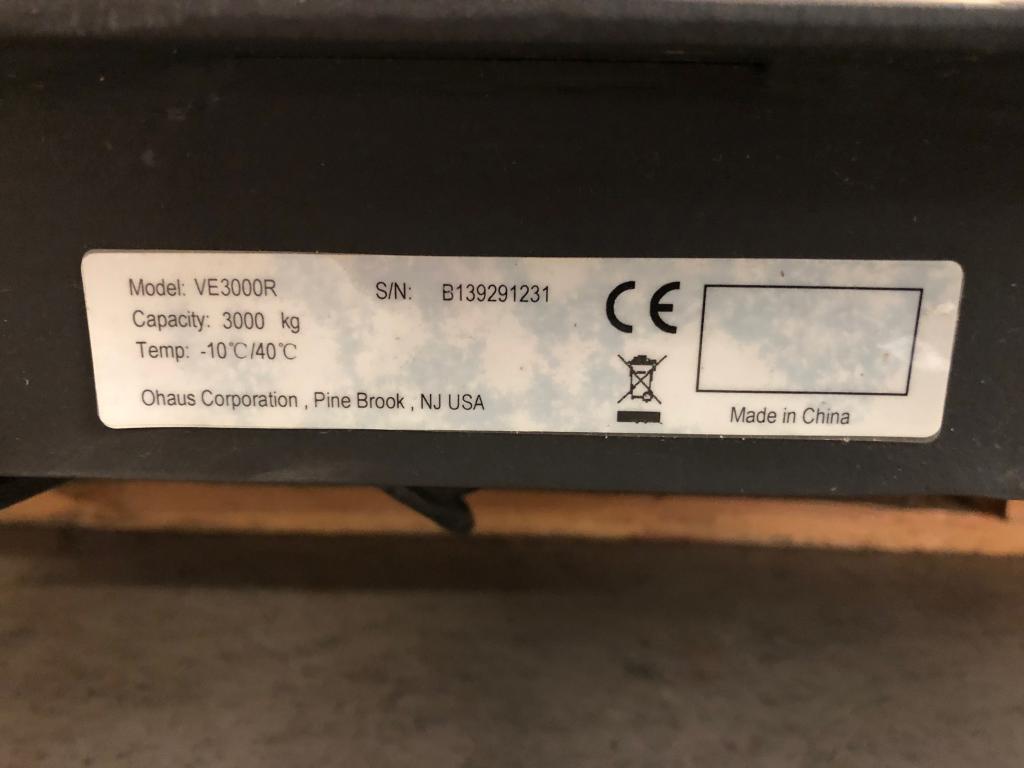 Model: VE3000R S/N: B139291231
Capacity: 3000 kg
Temp: -10℃/40℃
Ohaus Corporation , Pine Brook , NJ USA
CE
Made in China